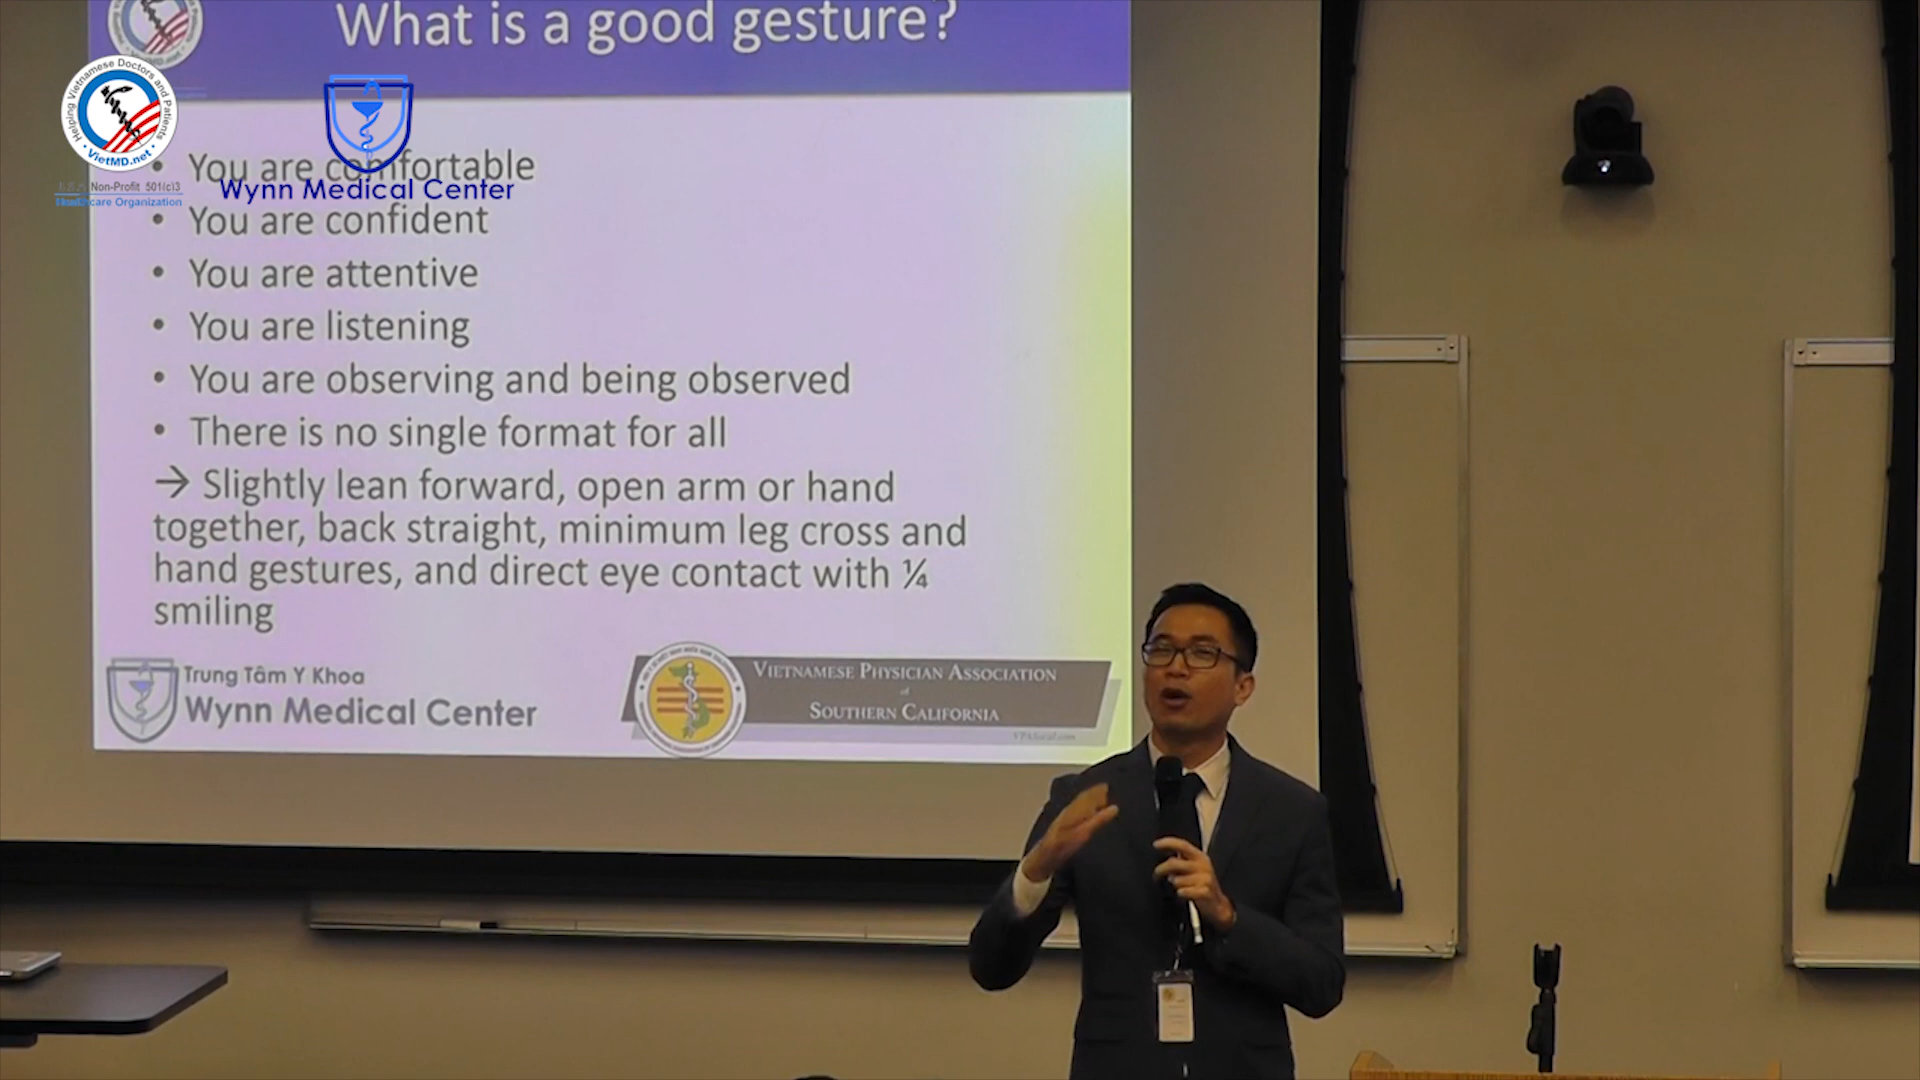 What is a good gesture?
Helping Vietnamese Doctors and Patients
VietMD.net
Non-Profit 501(c)3
Healthcare Organization
Wynn Medical Center
• You are comfortable
• You are confident
• You are attentive
• You are listening
• You are observing and being observed
• There is no single format for all
→ Slightly lean forward, open arm or hand
together, back straight, minimum leg cross and
hand gestures, and direct eye contact with ¼
smiling
Trung Tâm Y Khoa
Wynn Medical Center
VIETNAMESE PHYSICIAN ASSOCIATION
of
SOUTHERN CALIFORNIA